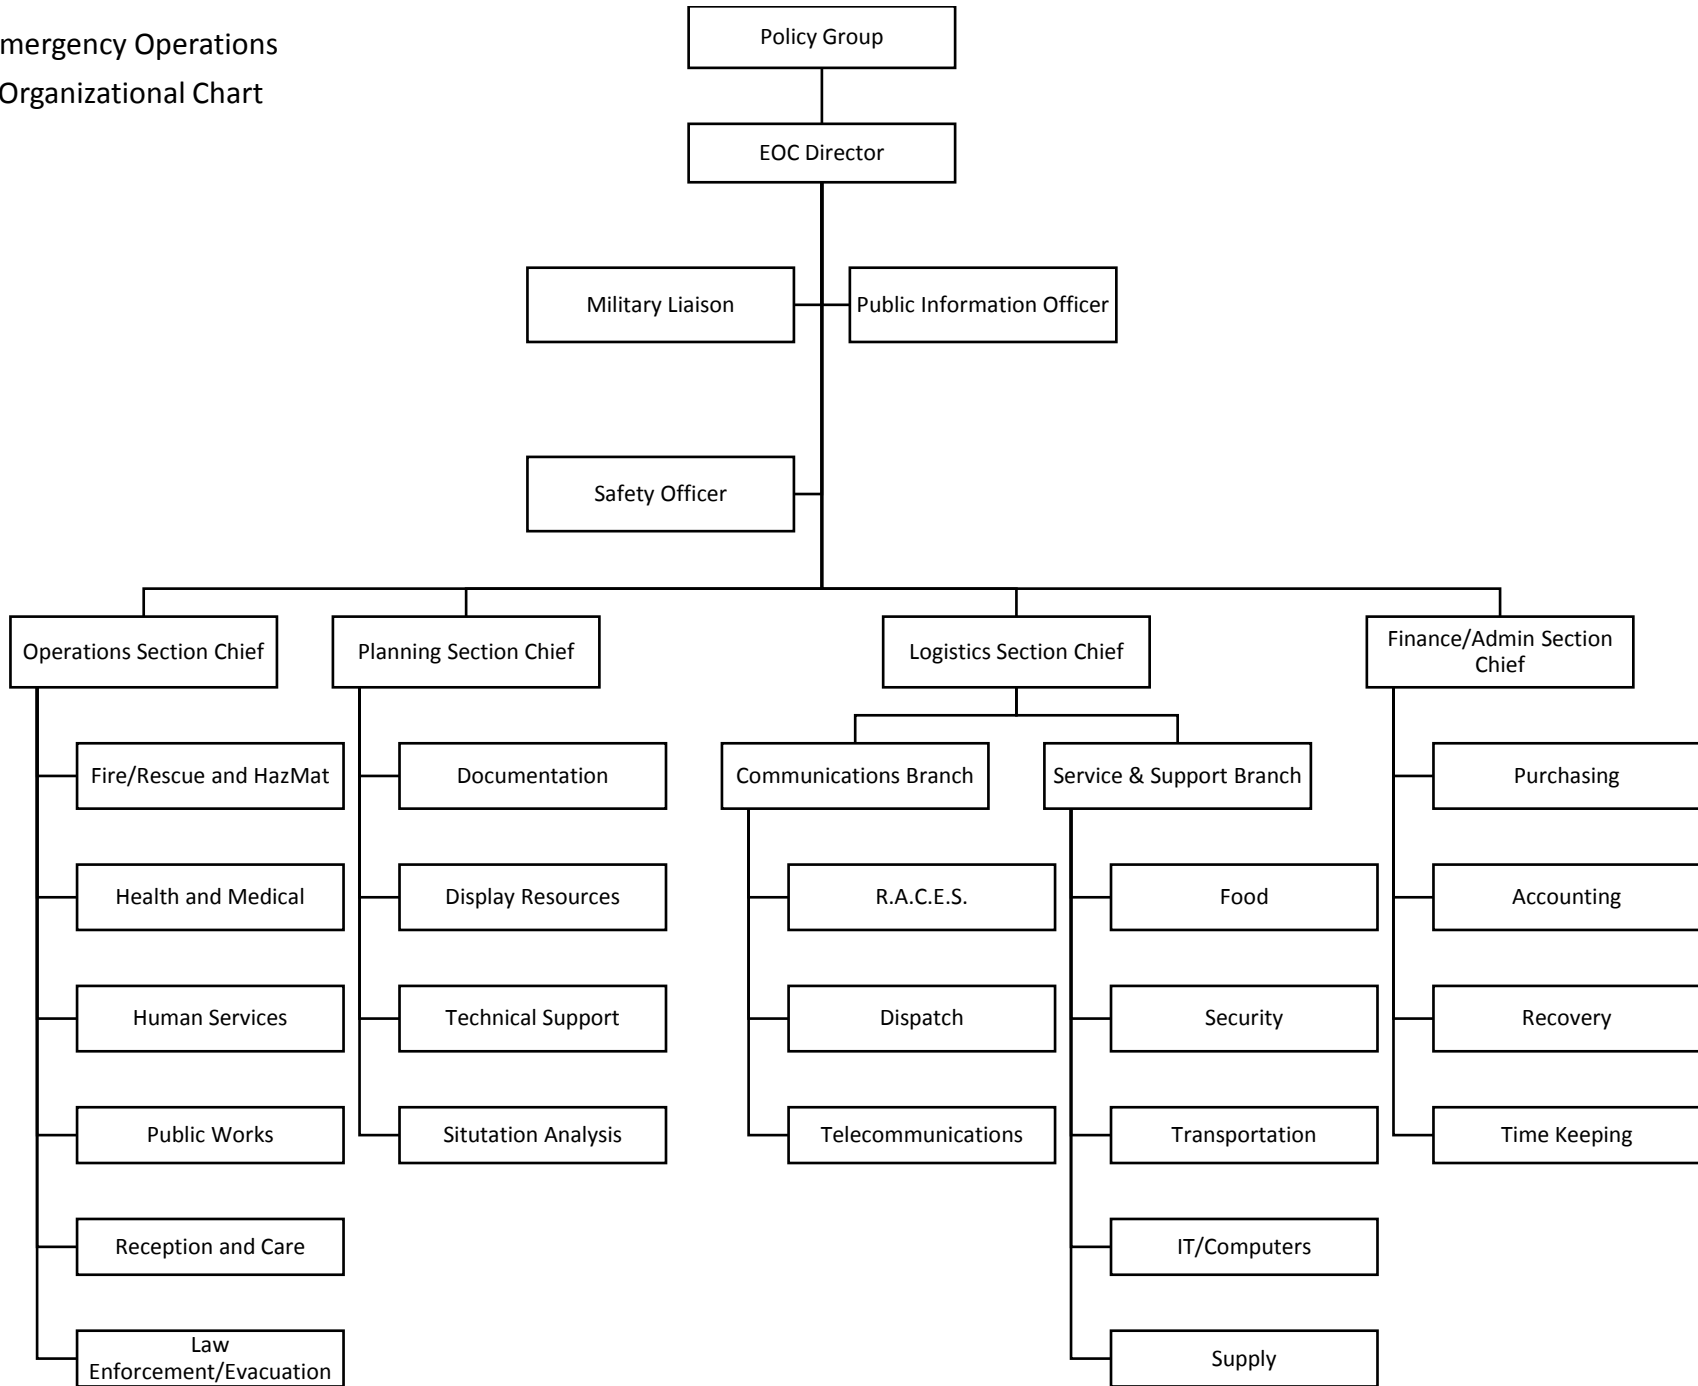 mergency Operations
Organizational Chart
Policy Group
EOC Director
Military Liaison
Public Information Officer
Safety Officer
Operations Section Chief
Planning Section Chief
Logistics Section Chief
Finance/Admin Section
Chief
Fire/Rescue and HazMat
Documentation
Communications Branch
Service & Support Branch
Purchasing
Health and Medical
Display Resources
R.A.C.E.S.
Food
Accounting
Human Services
Technical Support
Dispatch
Security
Recovery
Public Works
Situtation Analysis
Telecommunications
Transportation
Time Keeping
Reception and Care
IT/Computers
Law
Enforcement/Evacuation
Supply